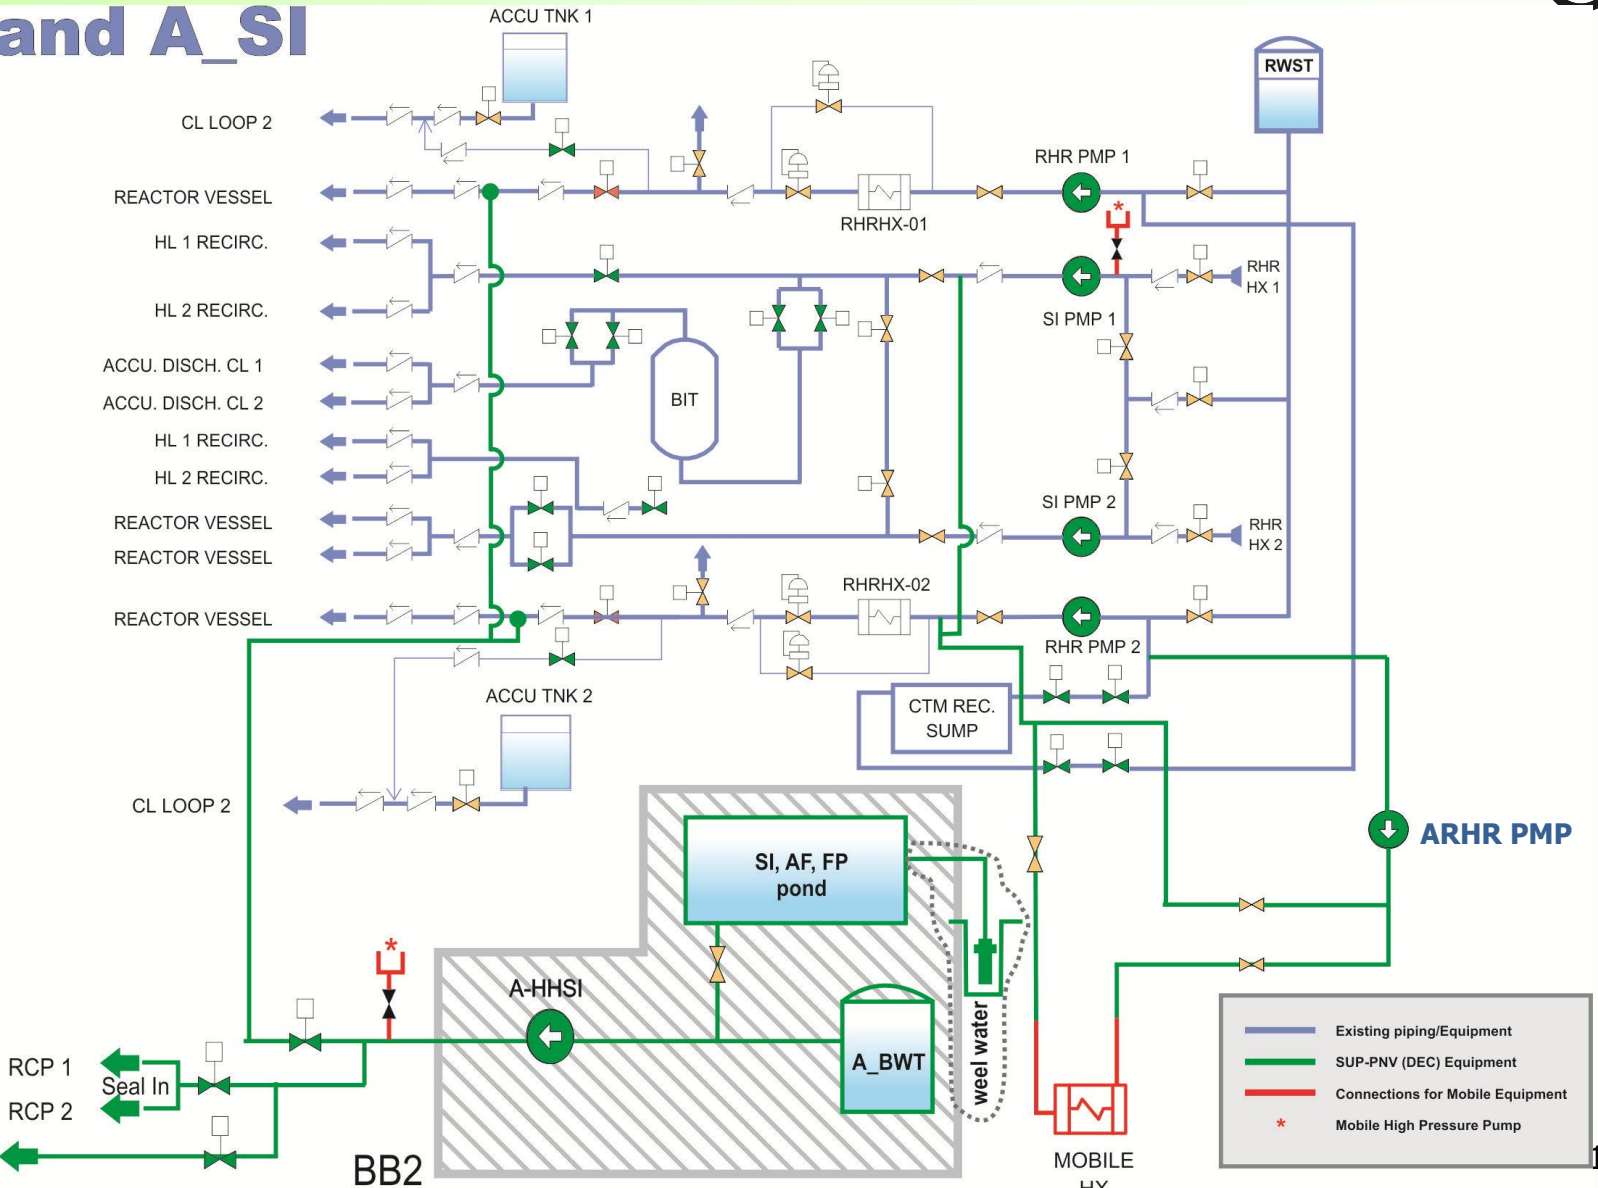 and A_SI
ACCU TNK 1
RWST
CL LOOP 2
RHR PMP 1
REACTOR VESSEL
*
RHRHX-01
HL 1 RECIRC.
RHR
HX 1
HL 2 RECIRC.
SI PMP 1
ACCU. DISCH. CL 1
BIT
ACCU. DISCH. CL 2
HL 1 RECIRC.
HL 2 RECIRC.
SI PMP 2
REACTOR VESSEL
RHR
HX 2
REACTOR VESSEL
RHRHX-02
REACTOR VESSEL
RHR PMP 2
ACCU TNK 2
CTM REC.
SUMP
CL LOOP 2
ARHR PMP
SI, AF, FP
pond
*
A-HHSI
weel water
A_BWT
RCP 1
Seal In
RCP 2
BB2
MOBILE
HX
Existing piping/Equipment
SUP-PNV (DEC) Equipment
Connections for Mobile Equipment
* Mobile High Pressure Pump
1